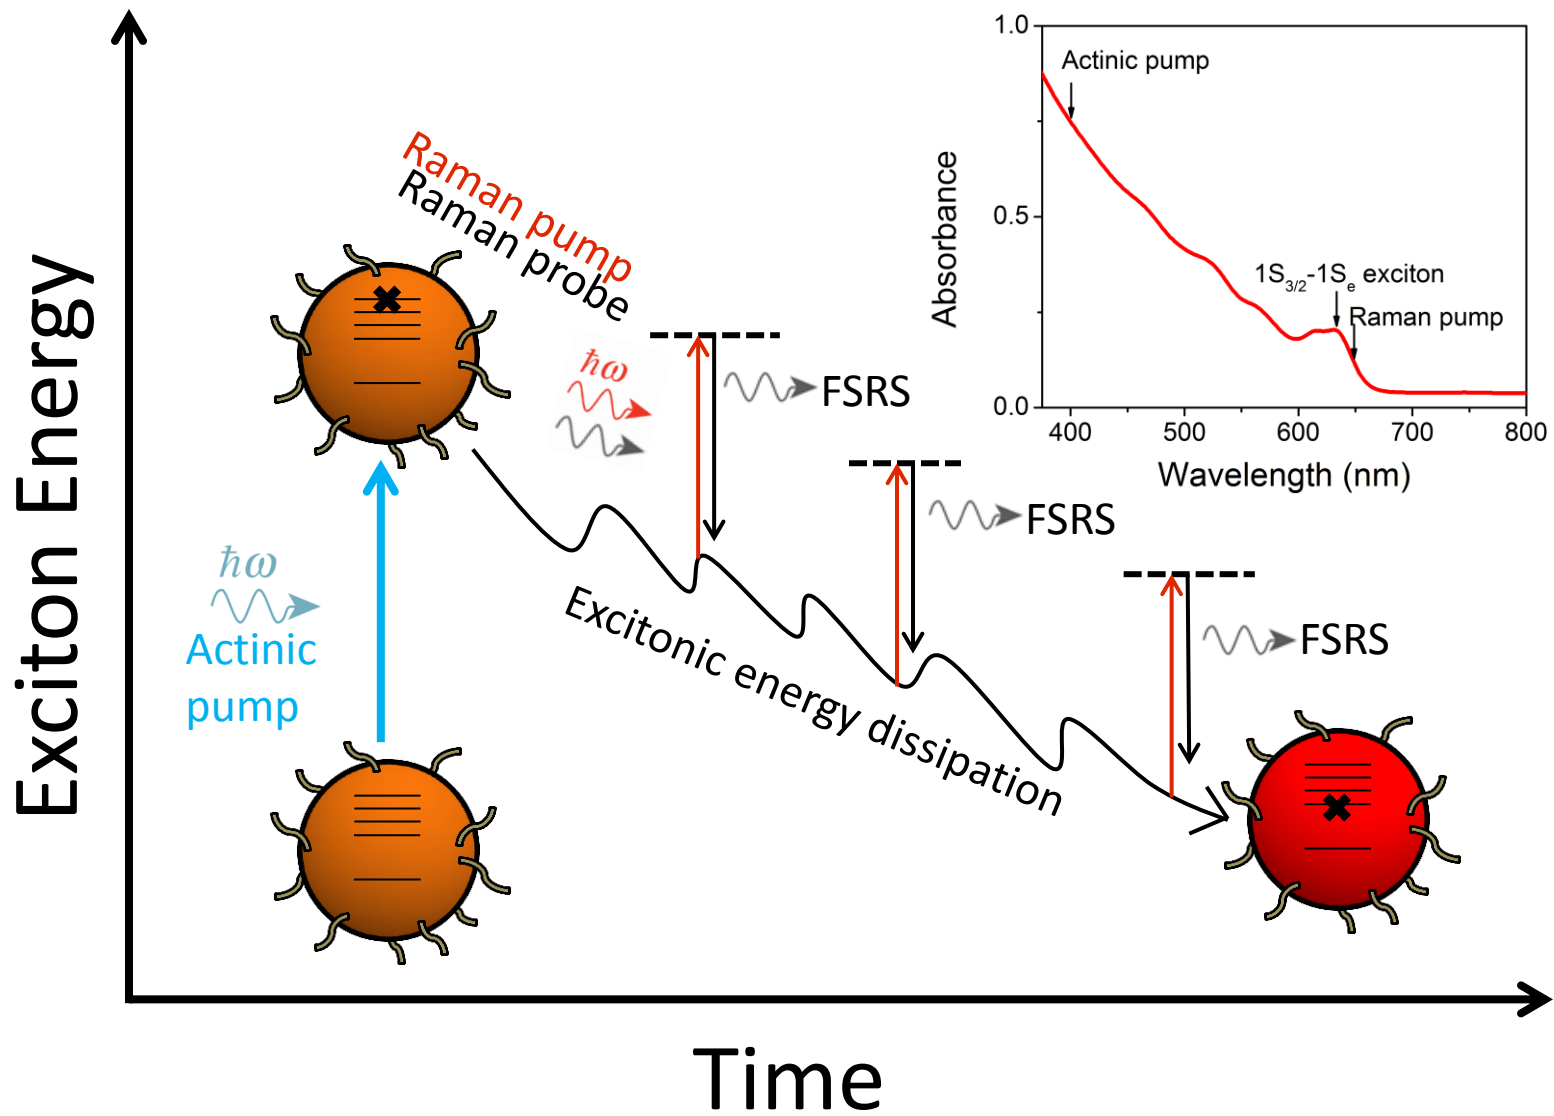 Exciton Energy
Time
Raman pump
Raman probe
ħω
ħω
Actinic
pump
FSRS
FSRS
FSRS
Excitonic energy dissipation
1.0
0.5
0.0
Absorbance
Actinic pump
1S3/2-1Se exciton
Raman pump
400 500 600 700 800
Wavelength (nm)